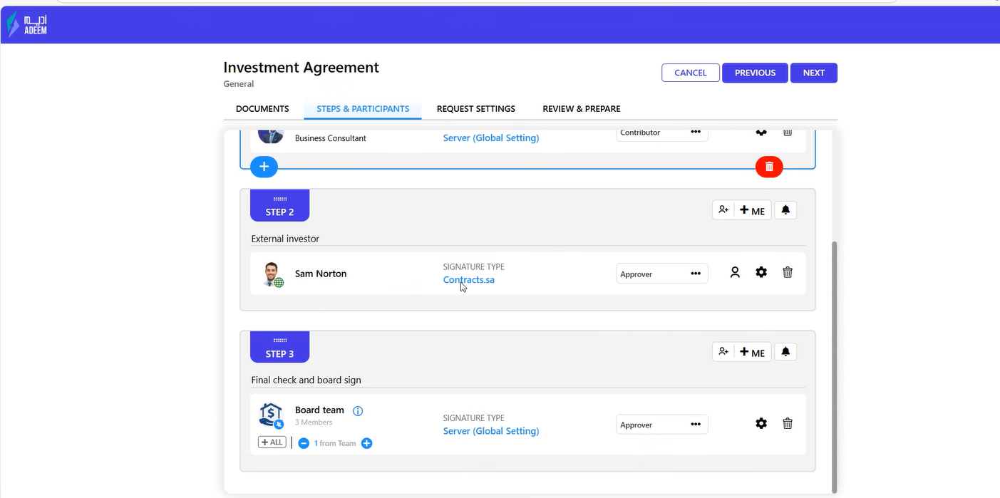 أديم
ADEEM
Investment Agreement
General
CANCEL
PREVIOUS
NEXT
DOCUMENTS
STEPS & PARTICIPANTS
REQUEST SETTINGS
REVIEW & PREPARE
Business Consultant
Server (Global Setting)
Contributor
STEP 2
ME
External investor
Sam Norton
SIGNATURE TYPE
Contracts.sa
Approver
STEP 3
ME
Final check and board sign
Board team
3 Members
+ ALL
1 from Team
SIGNATURE TYPE
Server (Global Setting)
Approver